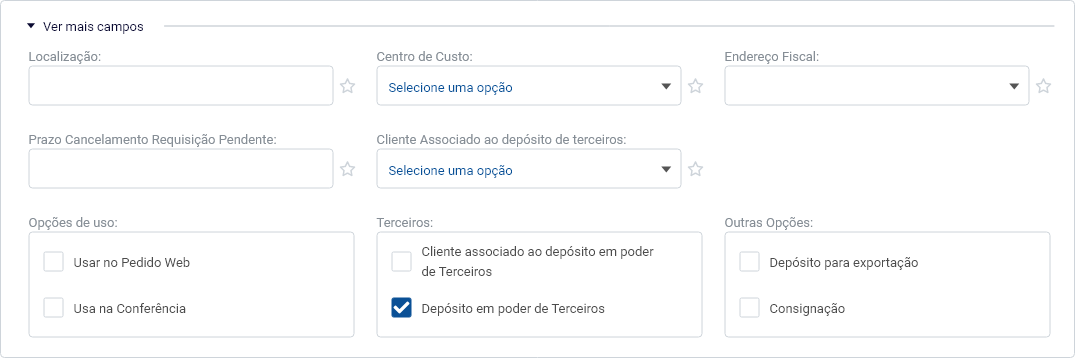 Ver mais campos
Localização:
Centro de Custo:
Endereço Fiscal:
Selecione uma opção
Prazo Cancelamento Requisição Pendente:
Cliente Associado ao depósito de terceiros:
Selecione uma opção
Opções de uso:
Terceiros:
Outras Opções:
Usar no Pedido Web
Usa na Conferência
Cliente associado ao depósito em poder
de Terceiros
Depósito em poder de Terceiros
Depósito para exportação
Consignação